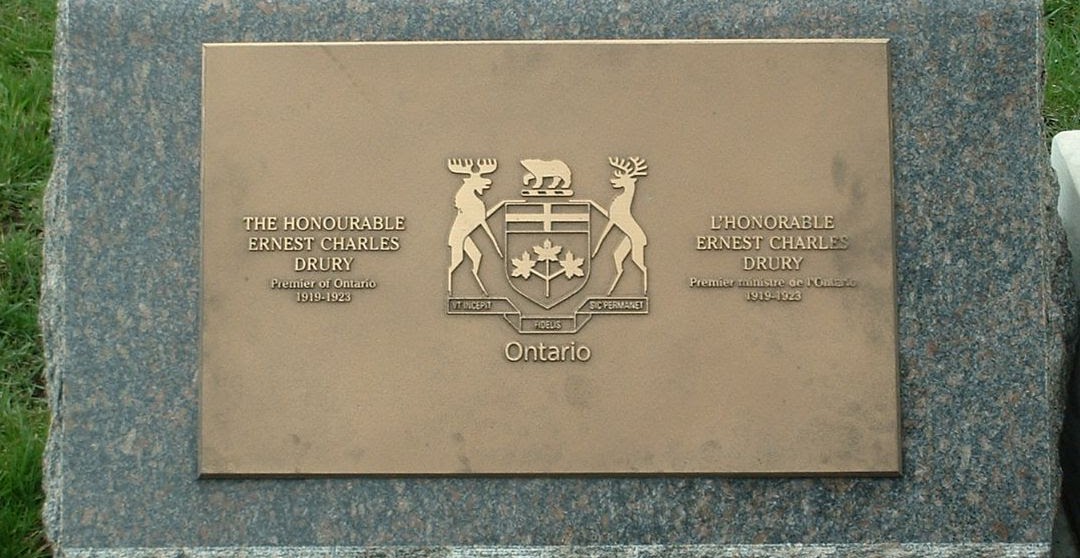 THE HONOURABLE
ERNEST CHARLES
DRURY
Premier of Ontario
1919-1923
VT INCEPIT
FIDELIS
SIC PERMANET
Ontario
L'HONORABLE
ERNEST CHARLES
DRURY
Premier ministre de l'Ontario
1919-1923